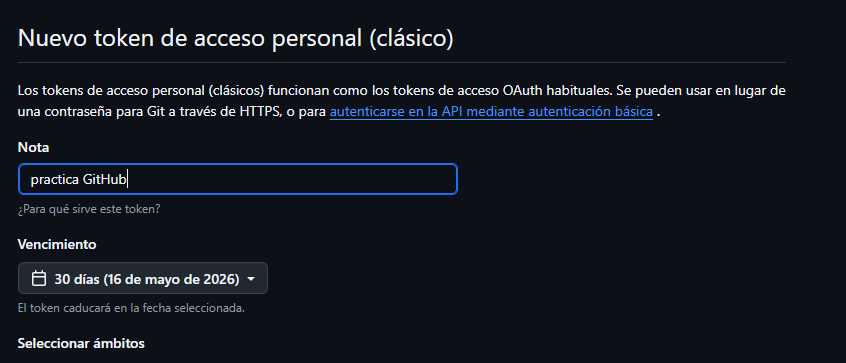 Nuevo token de acceso personal (clásico)
Los tokens de acceso personal (clásicos) funcionan como los tokens de acceso OAuth habituales. Se pueden usar en lugar de
una contraseña para Git a través de HTTPS, o para autenticarse en la API mediante autenticación básica .
Nota
practica GitHub
¿Para qué sirve este token?
Vencimiento
30 días (16 de mayo de 2026)
El token caducará en la fecha seleccionada.
Seleccionar ámbitos